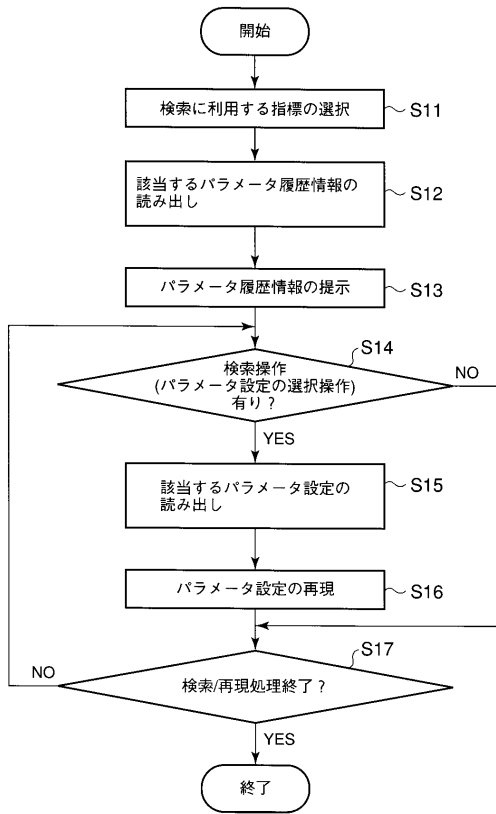 開始
検索に利用する指標の選択
S11
該当するパラメータ履歴情報の
読み出し
S12
パラメータ履歴情報の提示
S13
S14
検索操作
(パラメータ設定の選択操作)
有り？
NO
YES
該当するパラメータ設定の
読み出し
S15
パラメータ設定の再現
S16
S17
NO
検索/再現処理終了？
YES
終了